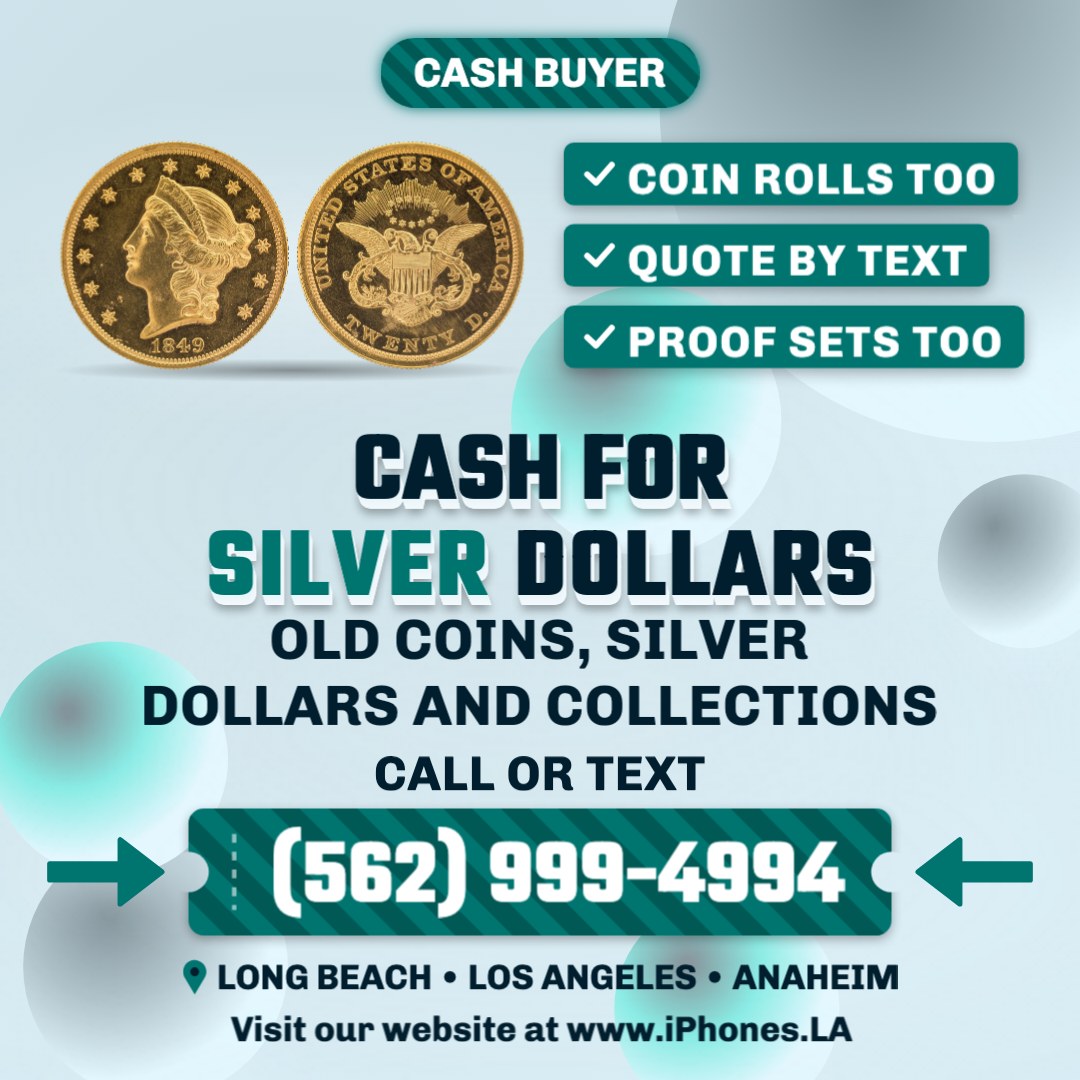 CASH BUYER
1849
UNITED STATES OF AMERICA
TWENTY D.
COIN ROLLS TOO
QUOTE BY TEXT
PROOF SETS TOO
CASH FOR
SILVER DOLLARS
OLD COINS, SILVER
DOLLARS AND COLLECTIONS
CALL OR TEXT
(562) 999-4994
LONG BEACH • LOS ANGELES • ANAHEIM
Visit our website at www.iPhones.LA